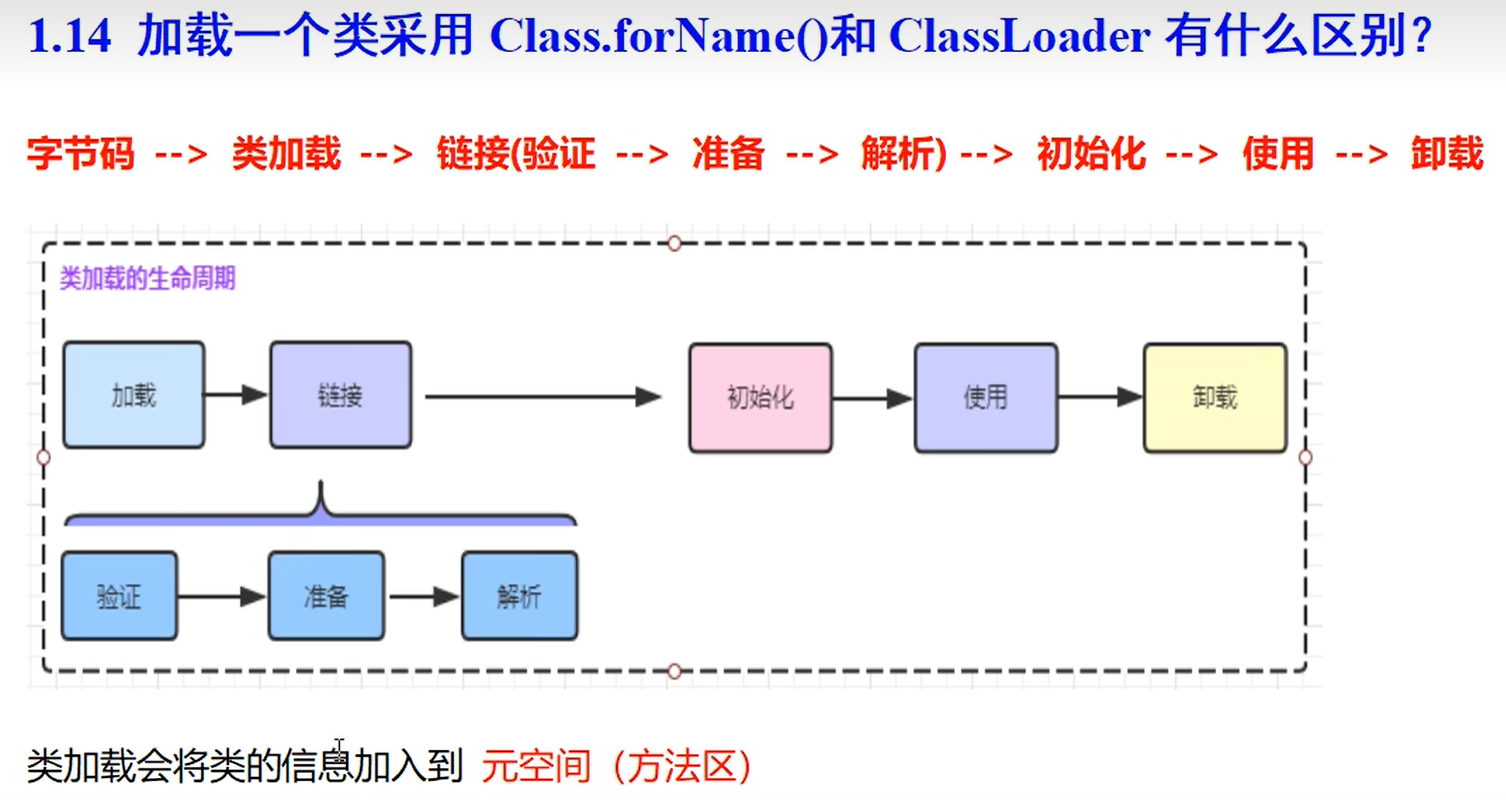 1.14 加载一个类采用 Class.forName()和 ClassLoader 有什么区别？
字节码 --> 类加载 --> 链接(验证 --> 准备 --> 解析) --> 初始化 --> 使用 --> 卸载
类加载的生命周期
加载
链接
初始化
使用
卸载
验证
准备
解析
类加载会将类的信息加入到 元空间（方法区）